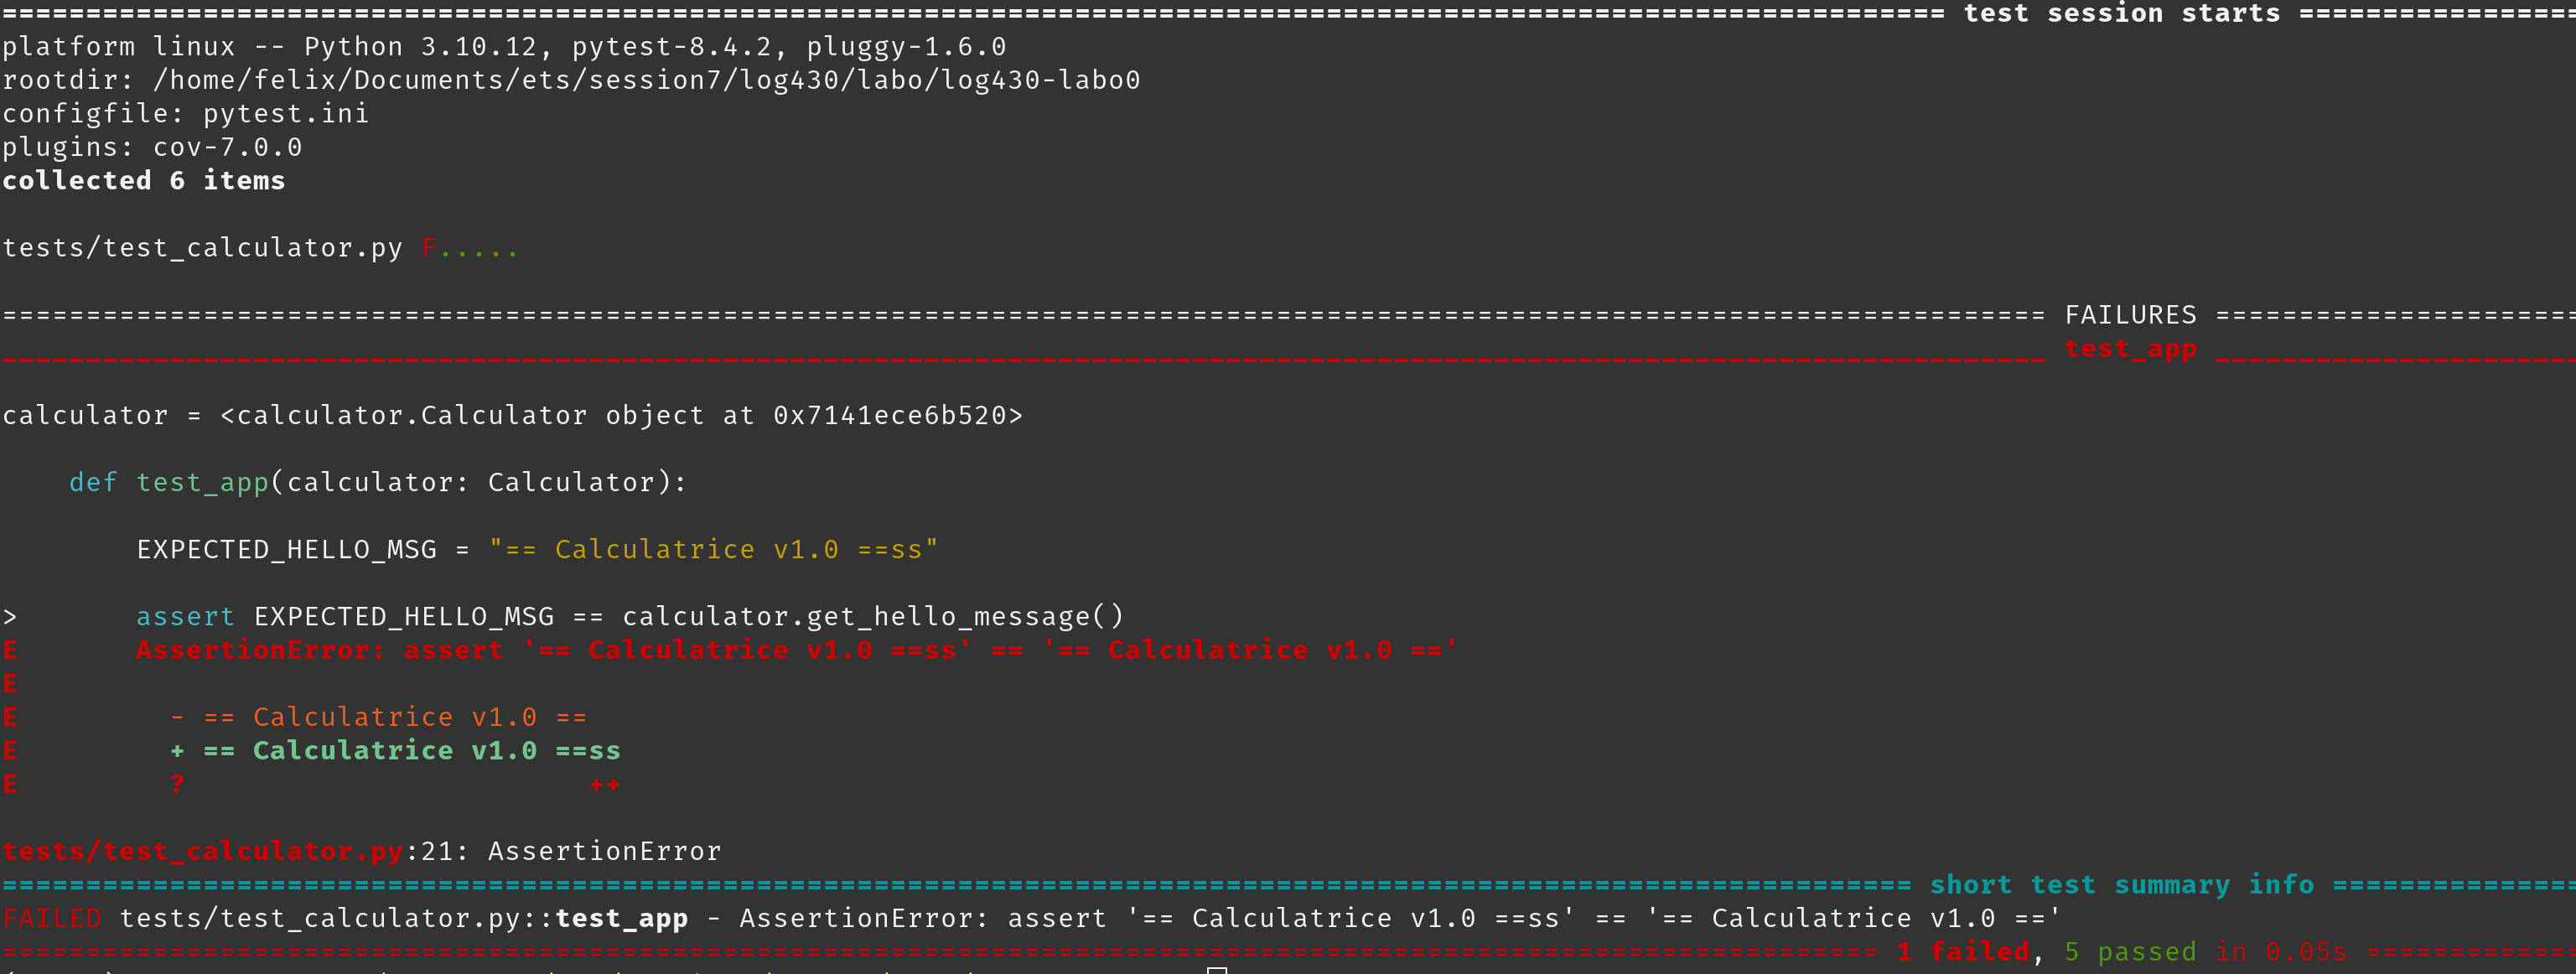 ==================== test session starts ====================
platform linux -- Python 3.10.12, pytest-8.4.2, pluggy-1.6.0
rootdir: /home/felix/Documents/ets/session7/log430/labo/log430-labo0
configfile: pytest.ini
plugins: cov-7.0.0
collected 6 items
tests/test_calculator.py F.....
==================== FAILURES ====================
____________________ test_app ____________________
calculator = <calculator.Calculator object at 0x7141ece6b520>
    def test_app(calculator: Calculator):
        EXPECTED_HELLO_MSG = "== Calculatrice v1.0 ==ss"
>       assert EXPECTED_HELLO_MSG == calculator.get_hello_message()
E       AssertionError: assert '== Calculatrice v1.0 ==ss' == '== Calculatrice v1.0 =='
E
E         - == Calculatrice v1.0 ==
E         + == Calculatrice v1.0 ==ss
E         ?                        ++
tests/test_calculator.py:21: AssertionError
==================== short test summary info ====================
FAILED tests/test_calculator.py::test_app - AssertionError: assert '== Calculatrice v1.0 ==ss' == '== Calculatrice v1.0 =='
==================== 1 failed, 5 passed in 0.05s ====================